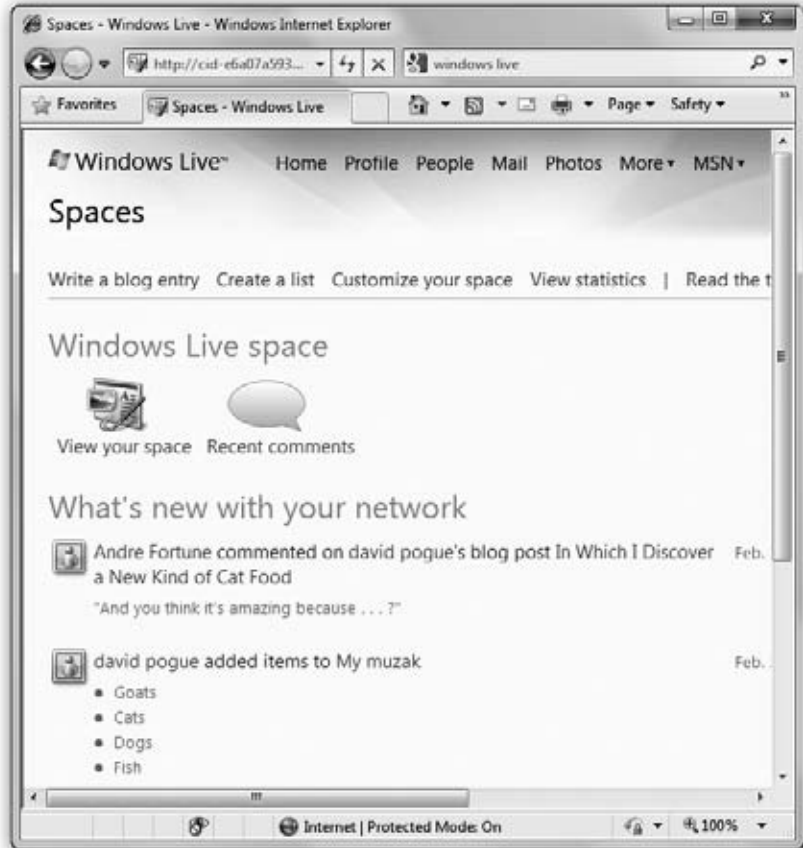 Spaces - Windows Live - Windows Internet Explorer
http://cid-e6a07a593...
windows live
Favorites
Spaces - Windows Live
Page
Safety
Windows Live™
Home Profile People Mail Photos More MSN
Spaces
Write a blog entry Create a list Customize your space View statistics | Read the t
Windows Live space
View your space Recent comments
What's new with your network
Andre Fortune commented on david pogue's blog post In Which I Discover Feb.
a New Kind of Cat Food
"And you think it's amazing because . . . ?"
david pogue added items to My muzak Feb.
• Goats
• Cats
• Dogs
• Fish
Internet | Protected Mode: On
100%